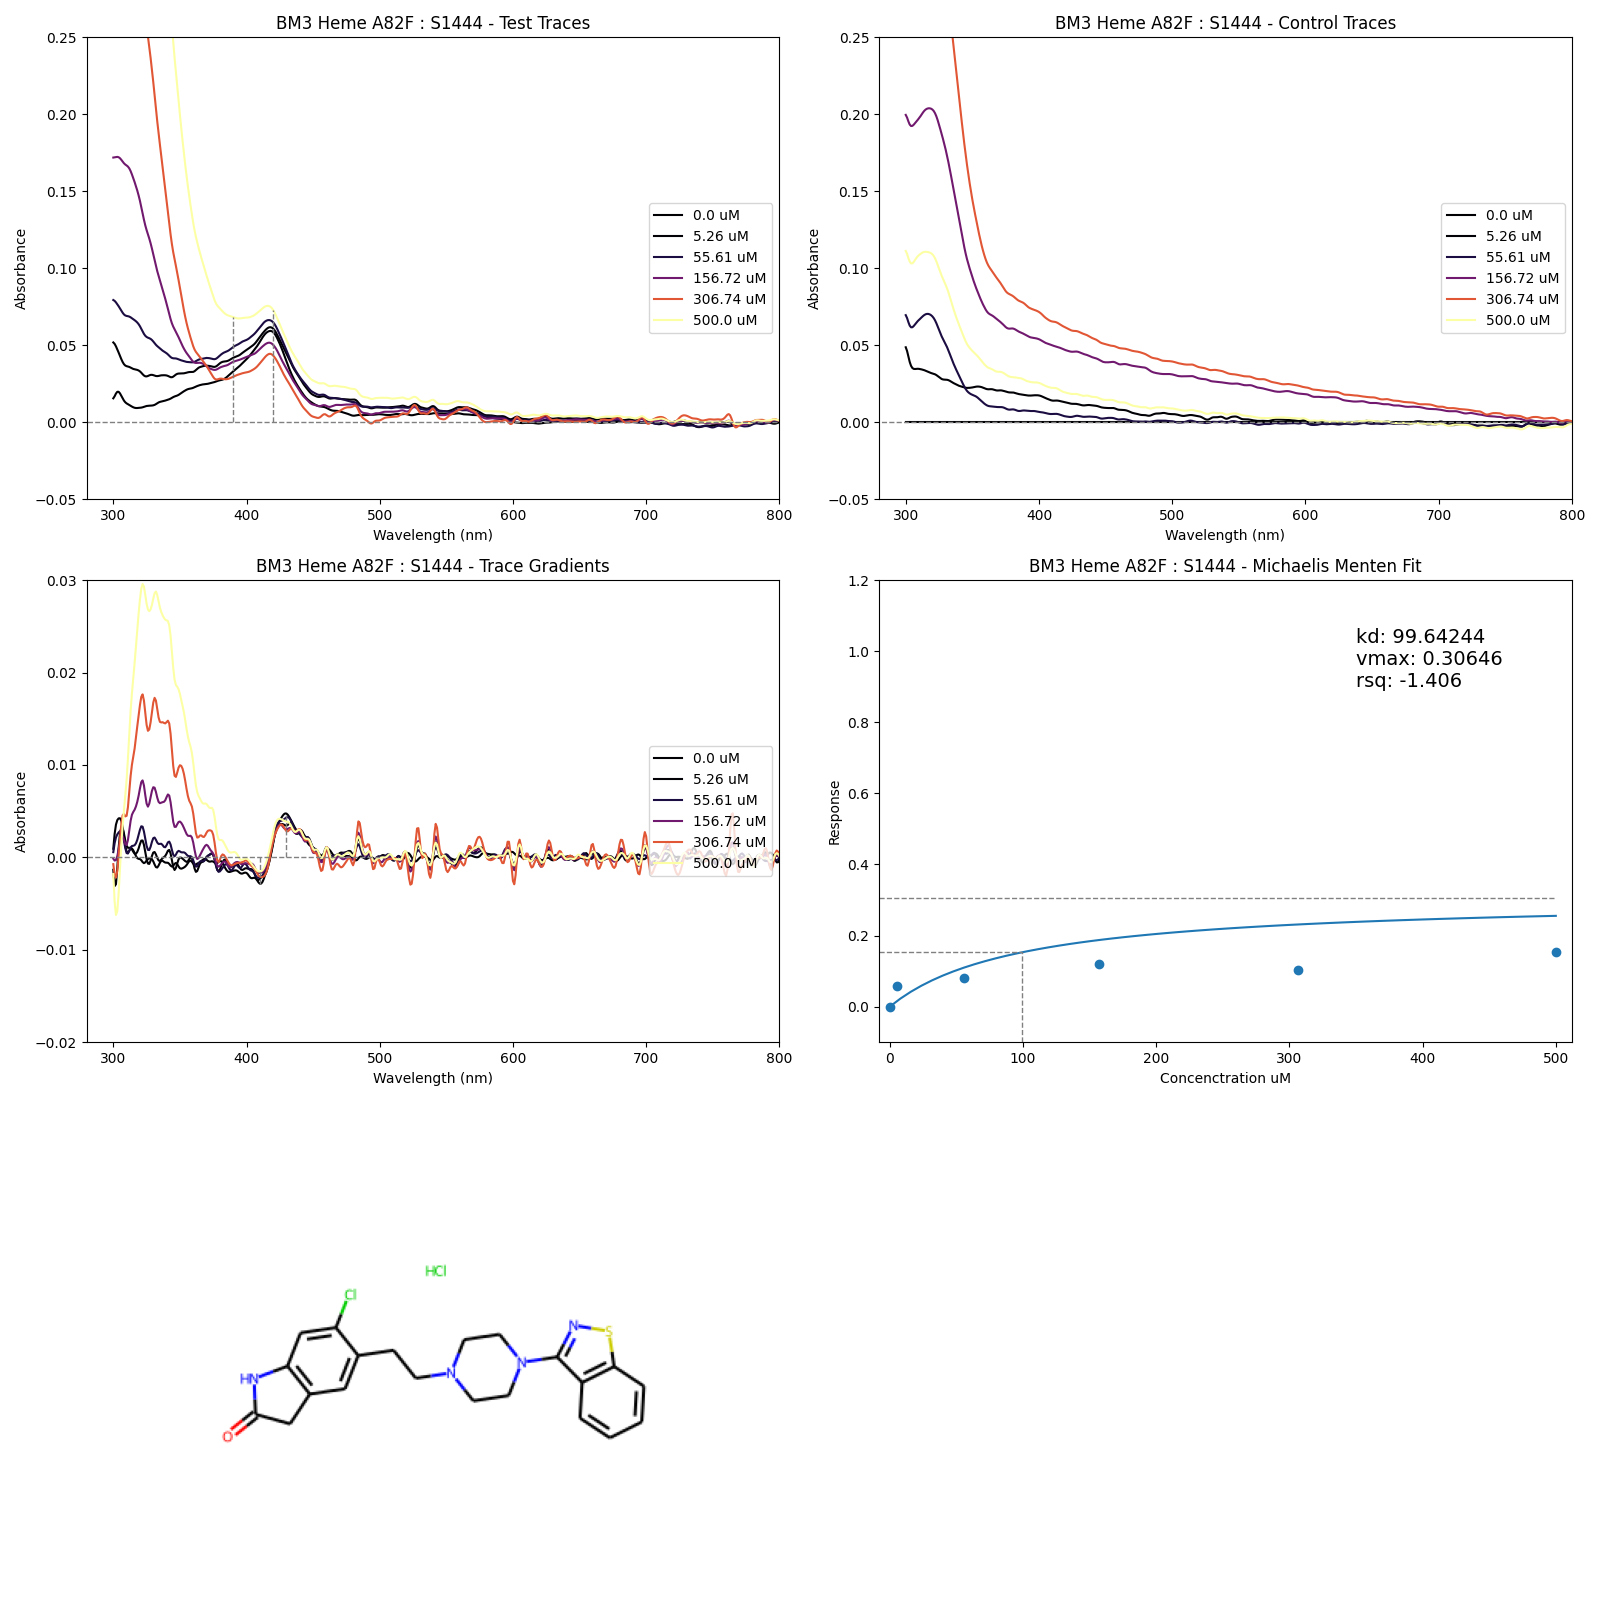 BM3 Heme A82F : S1444 - Test Traces
0.25
0.20
0.15
0.10
0.05
0.00
−0.05
Absorbance
300 400 500 600 700 800
Wavelength (nm)
0.0 uM
5.26 uM
55.61 uM
156.72 uM
306.74 uM
500.0 uM
BM3 Heme A82F : S1444 - Control Traces
0.25
0.20
0.15
0.10
0.05
0.00
−0.05
Absorbance
300 400 500 600 700 800
Wavelength (nm)
0.0 uM
5.26 uM
55.61 uM
156.72 uM
306.74 uM
500.0 uM
BM3 Heme A82F : S1444 - Trace Gradients
0.03
0.02
0.01
0.00
−0.01
−0.02
Absorbance
300 400 500 600 700 800
Wavelength (nm)
0.0 uM
5.26 uM
55.61 uM
156.72 uM
306.74 uM
500.0 uM
BM3 Heme A82F : S1444 - Michaelis Menten Fit
1.2
1.0
0.8
0.6
0.4
0.2
0.0
Response
kd: 99.64244
vmax: 0.30646
rsq: -1.406
0 100 200 300 400 500
Concenctration uM
HCl
Cl
N
S
N
N
HN
O